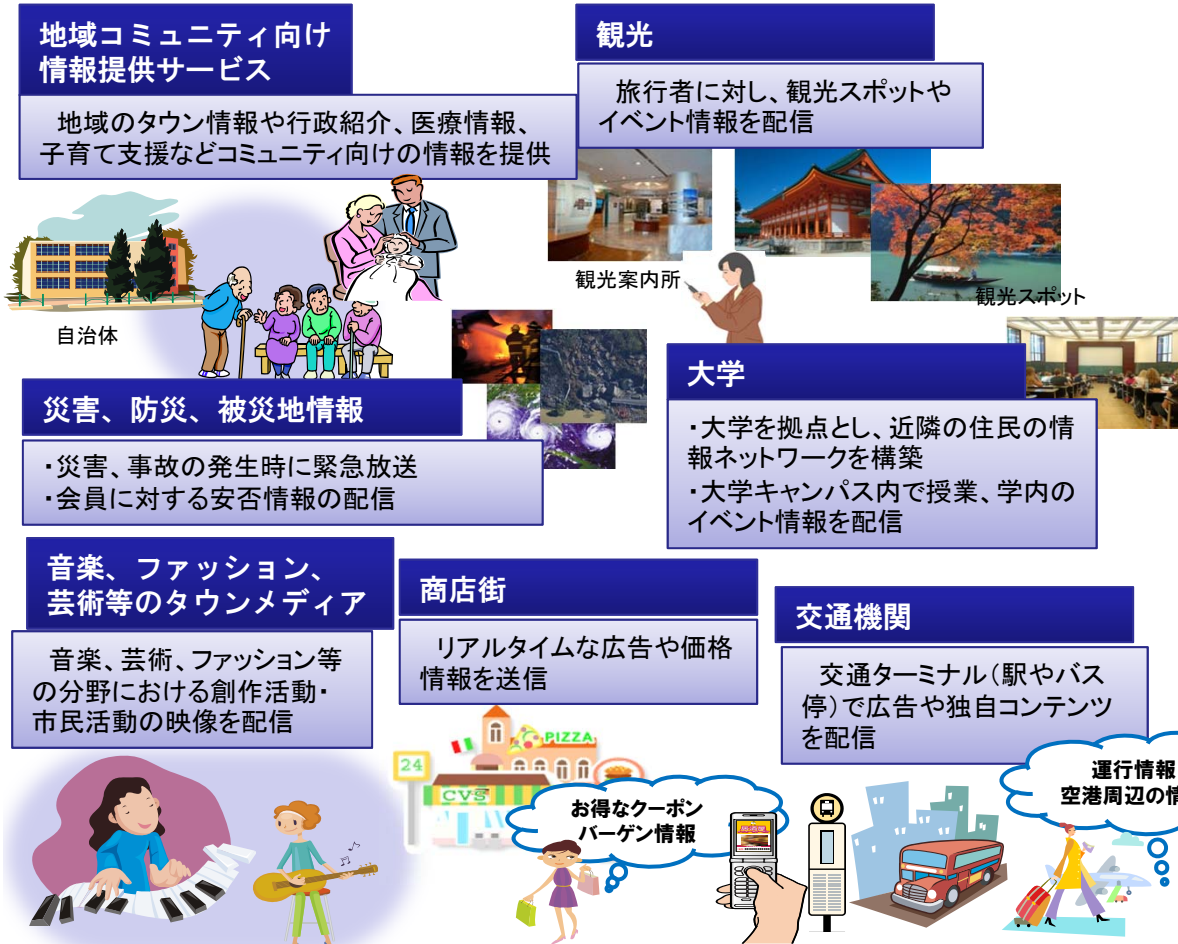 地域コミュニティ向け
情報提供サービス
地域のタウン情報や行政紹介、医療情報、
子育て支援などコミュニティ向けの情報を提供
自治体
観光
旅行者に対し、観光スポットや
イベント情報を配信
観光案内所
観光スポット
災害、防災、被災地情報
・災害、事故の発生時に緊急放送
・会員に対する安否情報の配信
大学
・大学を拠点とし、近隣の住民の情
報ネットワークを構築
・大学キャンパス内で授業、学内の
イベント情報を配信
音楽、ファッション、
芸術等のタウンメディア
音楽、芸術、ファッション等
の分野における創作活動・
市民活動の映像を配信
商店街
リアルタイムな広告や価格
情報を送信
PIZZA
24
CVS
お得なクーポン
バーゲン情報
交通機関
交通ターミナル(駅やバス
停)で広告や独自コンテンツ
を配信
運行情報
空港周辺の情